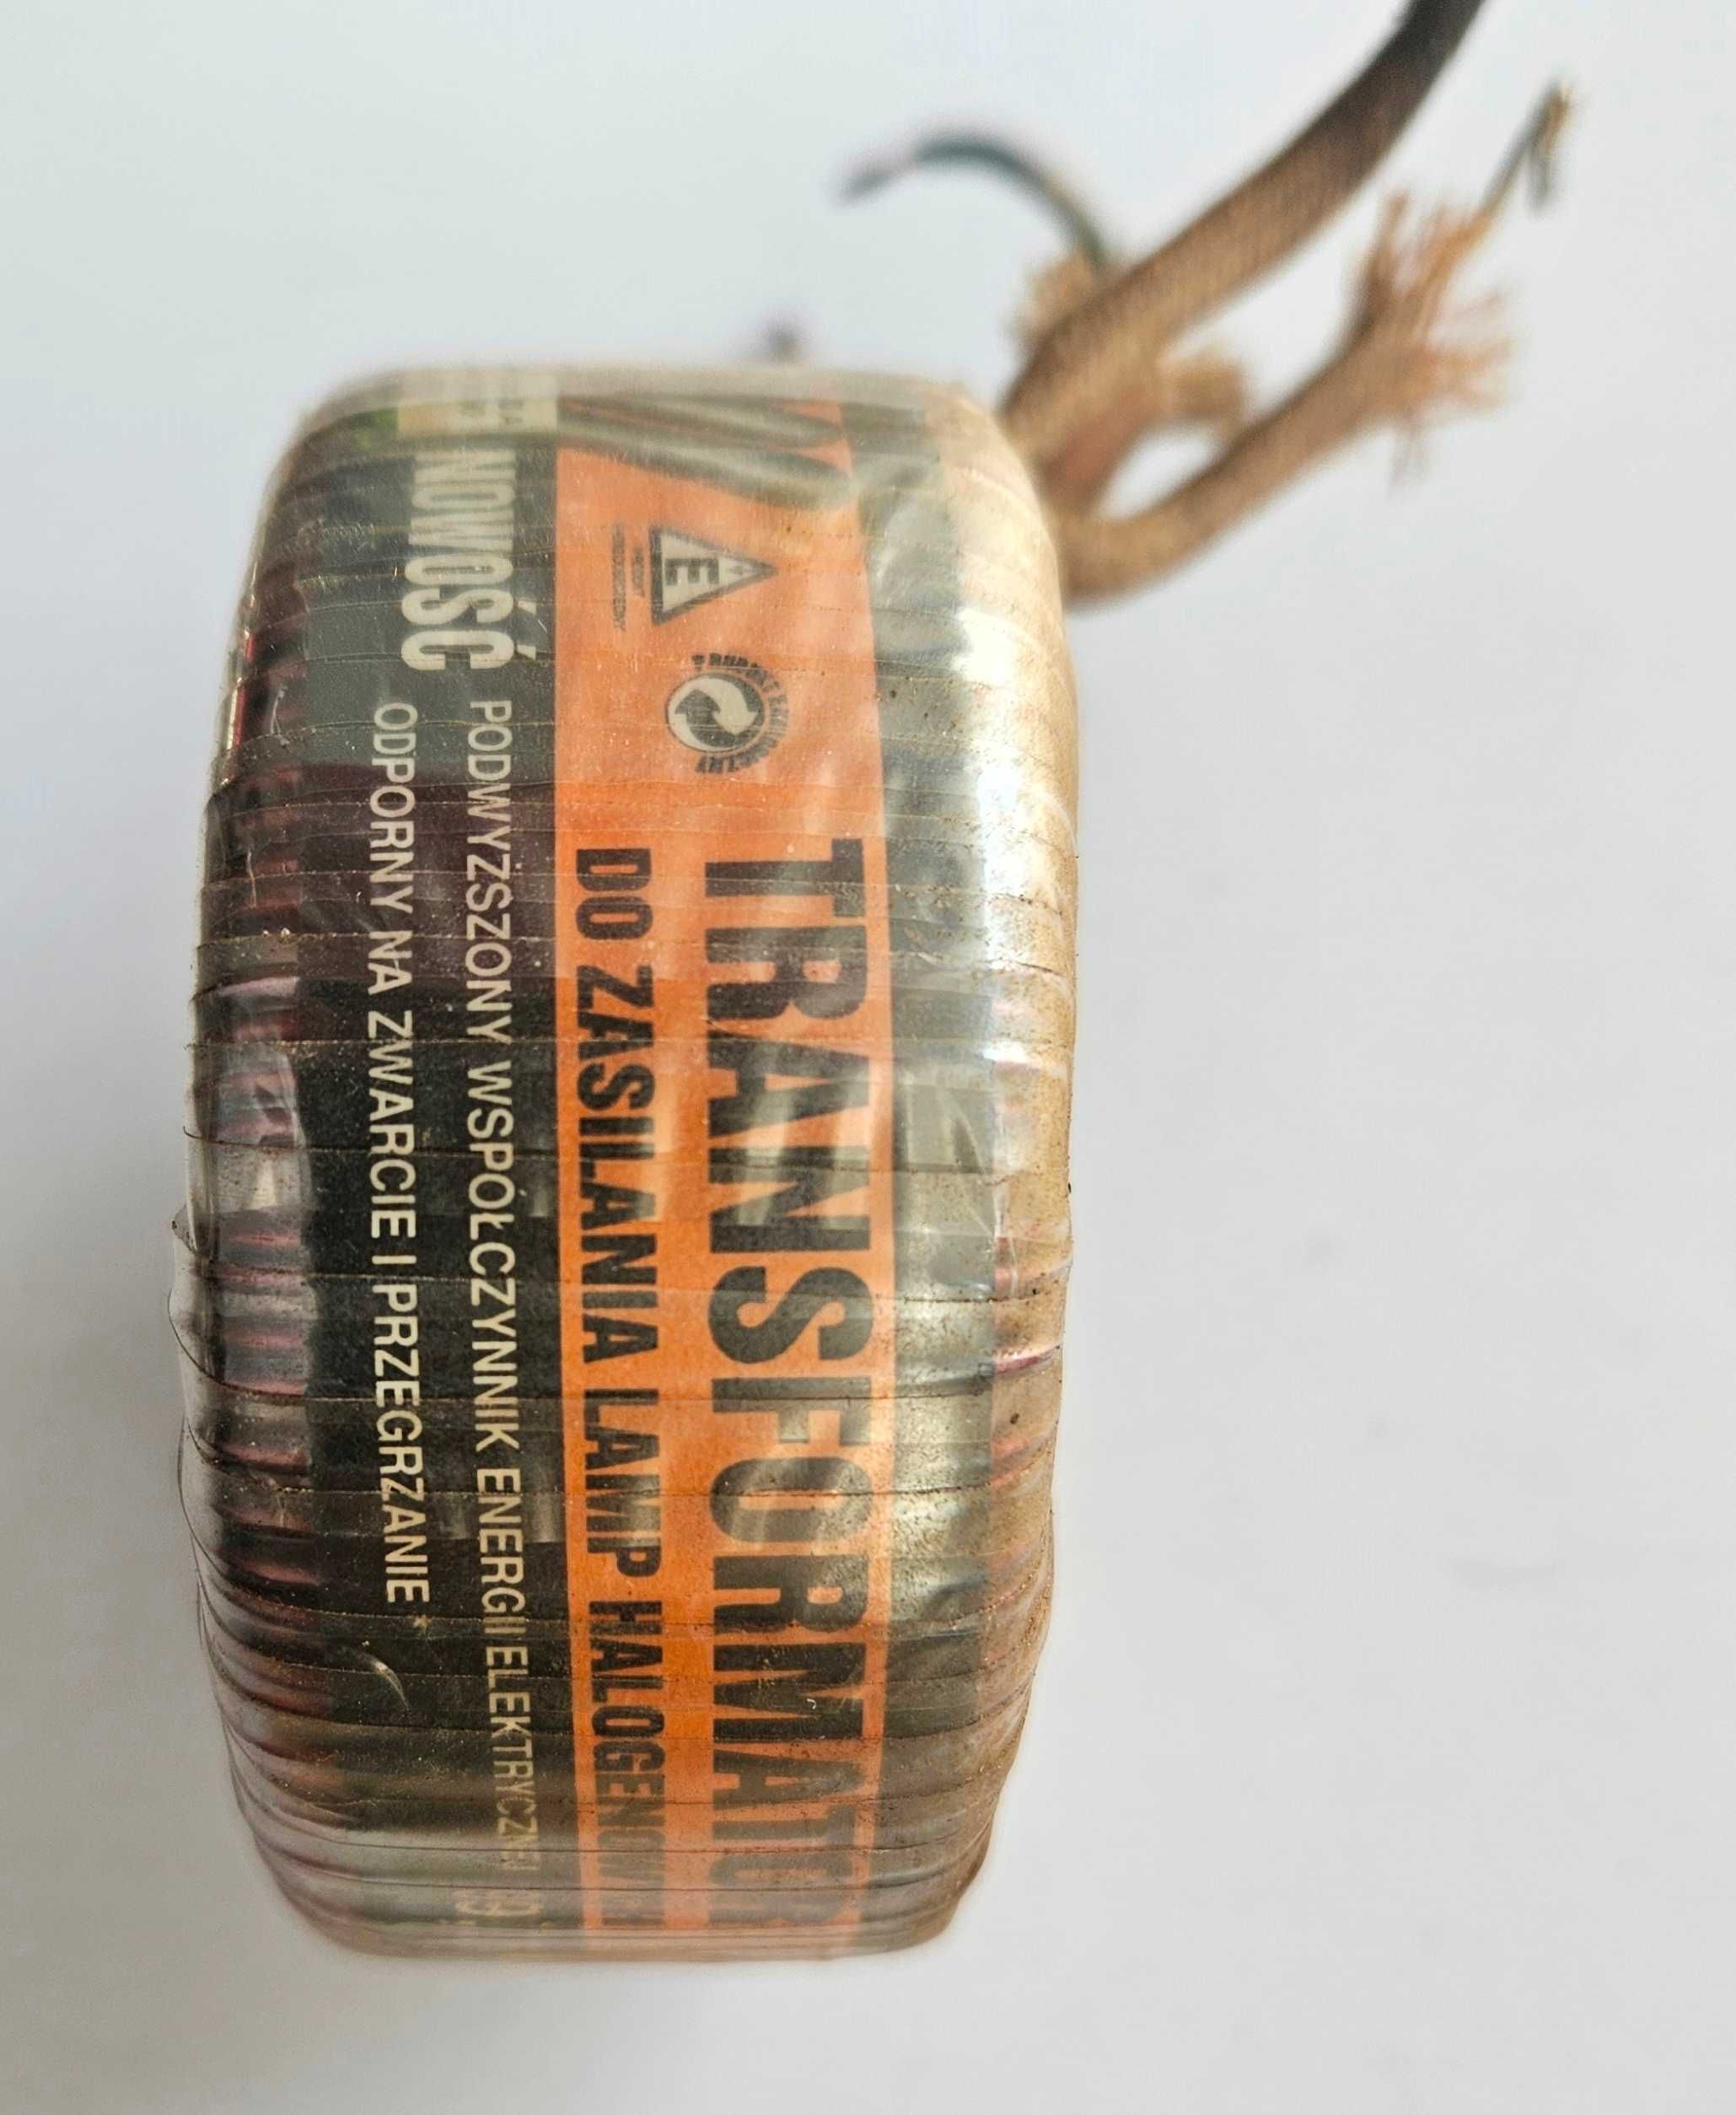 TRANSFORMATOR
DO ZASILANIA LAMP HALOGENOWYCH
E
NOWOŚĆ
PODWYŻSZONY WSPÓŁCZYNNIK ENERGII ELEKTRYCZNEJ
ODPORNY NA ZWARCIE I PRZEGRZANIE*